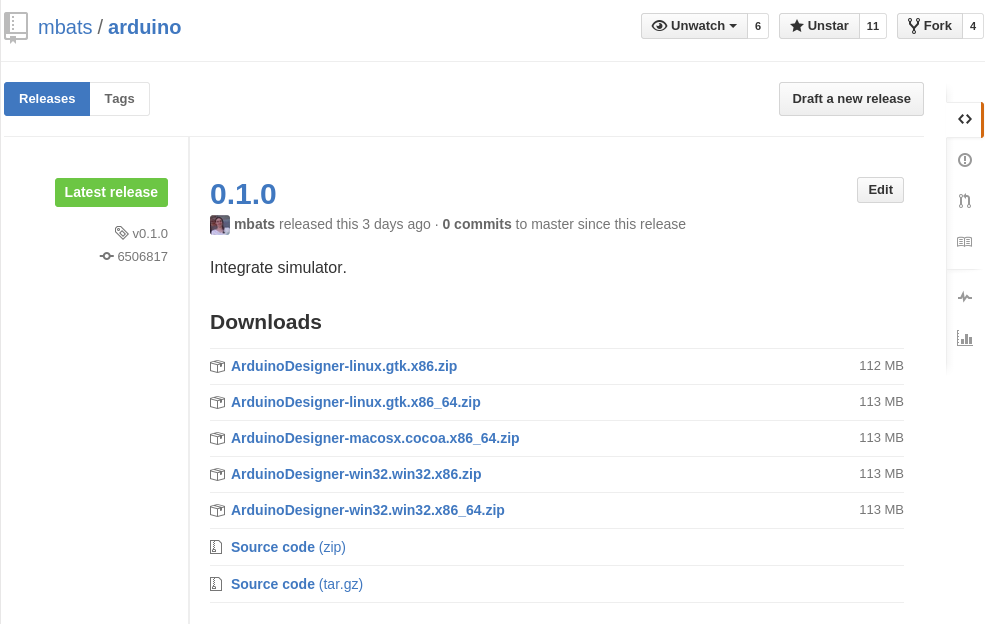 mbats / arduino
Unwatch 6 Unstar 11 Fork 4
Releases Tags Draft a new release
Latest release
v0.1.0
6506817
0.1.0 Edit
mbats released this 3 days ago · 0 commits to master since this release
Integrate simulator.
Downloads
ArduinoDesigner-linux.gtk.x86.zip 112 MB
ArduinoDesigner-linux.gtk.x86_64.zip 113 MB
ArduinoDesigner-macosx.cocoa.x86_64.zip 113 MB
ArduinoDesigner-win32.win32.x86.zip 113 MB
ArduinoDesigner-win32.win32.x86_64.zip 113 MB
Source code (zip)
Source code (tar.gz)